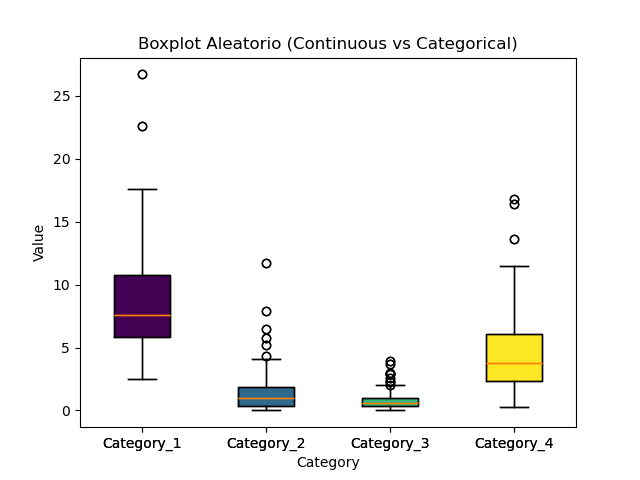 Boxplot Aleatorio (Continuous vs Categorical)
25
20
15
10
5
0
Value
Category_1 Category_2 Category_3 Category_4
Category